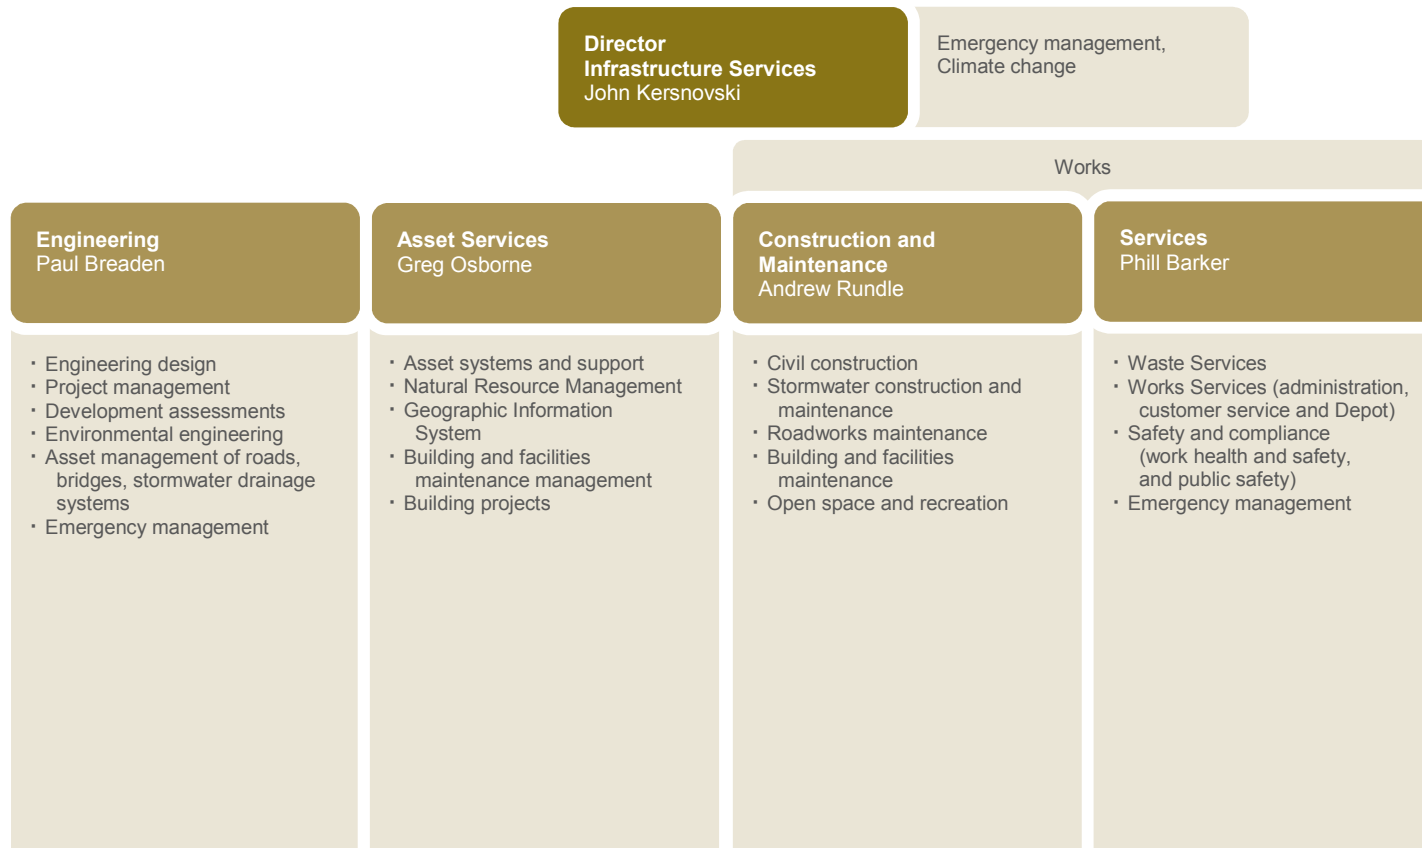 Director
Infrastructure Services
John Kersnovski
Emergency management,
Climate change
Works
Engineering
Paul Breaden
· Engineering design
· Project management
· Development assessments
· Environmental engineering
· Asset management of roads,
bridges, stormwater drainage
systems
· Emergency management
Asset Services
Greg Osborne
· Asset systems and support
· Natural Resource Management
· Geographic Information
System
· Building and facilities
maintenance management
· Building projects
Construction and
Maintenance
Andrew Rundle
· Civil construction
· Stormwater construction and
maintenance
· Roadworks maintenance
· Building and facilities
maintenance
· Open space and recreation
Services
Phill Barker
· Waste Services
· Works Services (administration,
customer service and Depot)
· Safety and compliance
(work health and safety,
and public safety)
· Emergency management